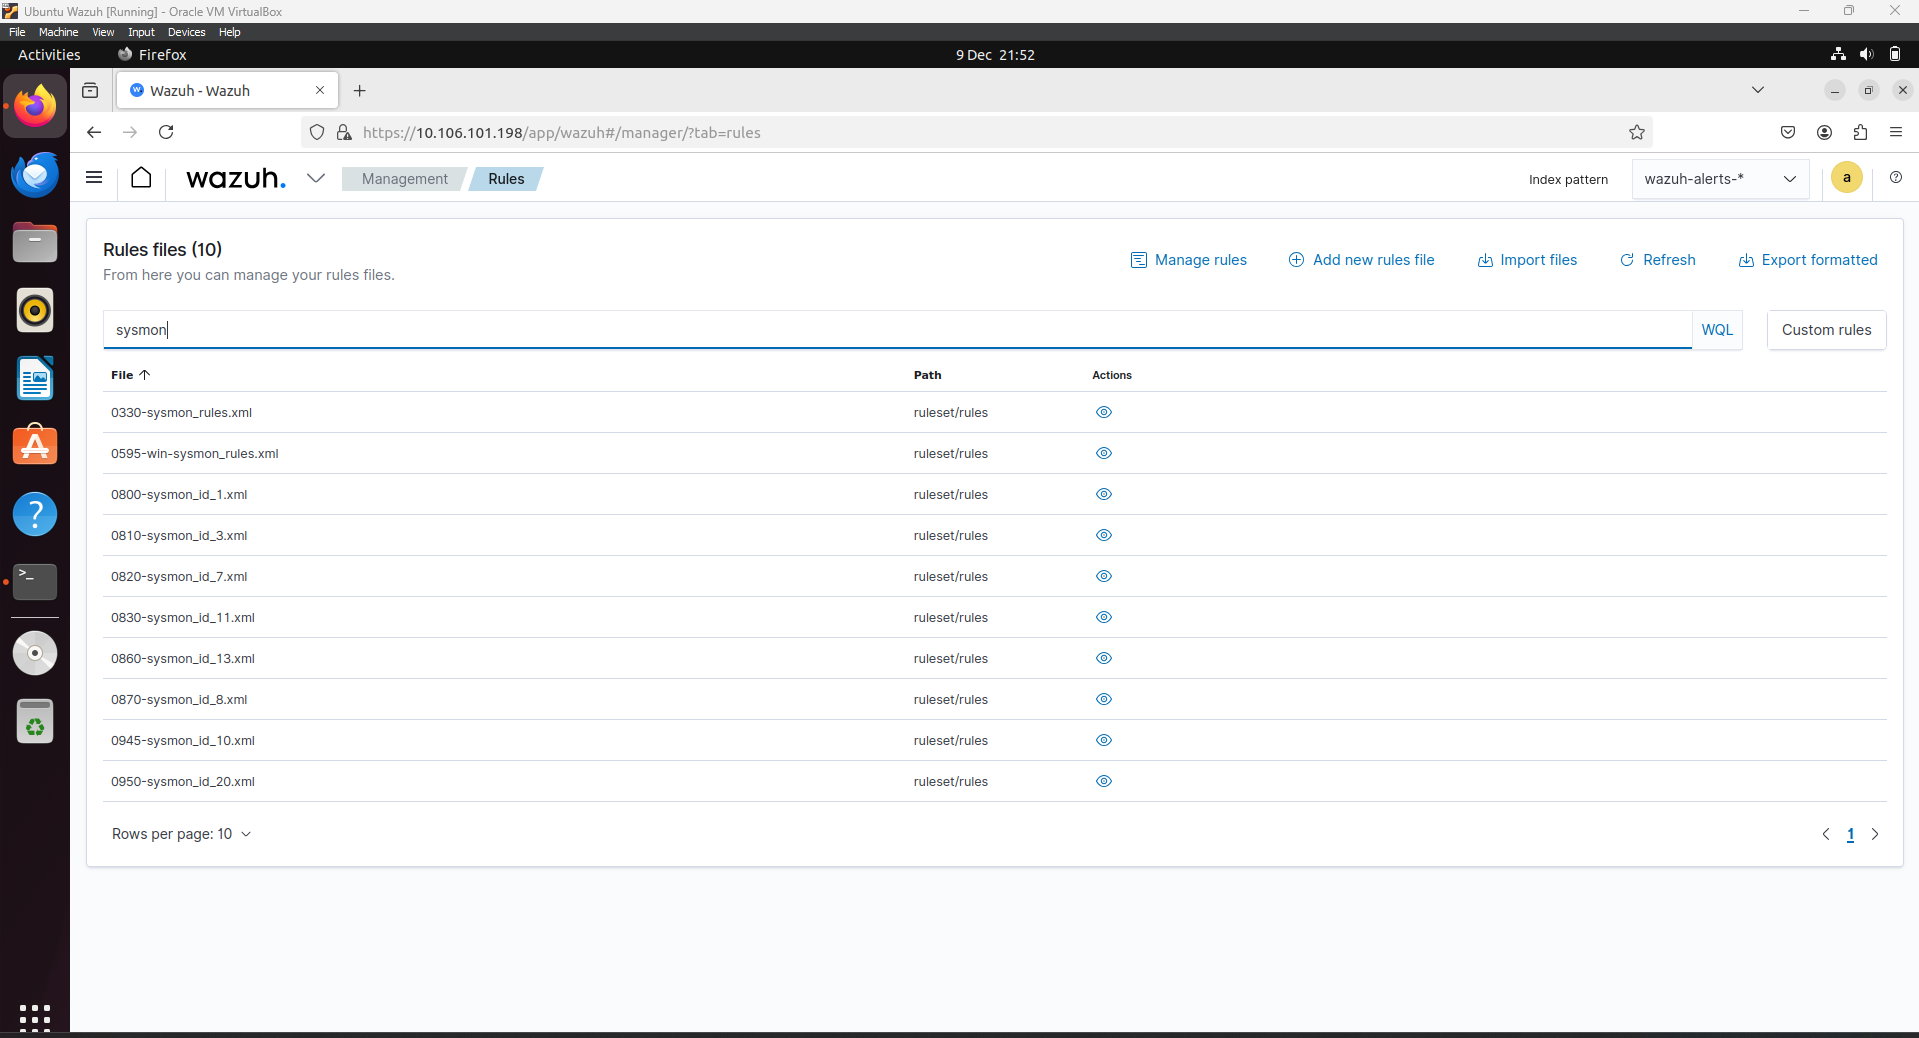 Ubuntu Wazuh [Running] - Oracle VM VirtualBox
File Machine View Input Devices Help
Activities Firefox 9 Dec 21:52
Wazuh - Wazuh
https://10.106.101.198/app/wazuh#/manager/?tab=rules
wazuh. Management Rules Index pattern wazuh-alerts-* a
Rules files (10)
From here you can manage your rules files.
Manage rules Add new rules file Import files Refresh Export formatted
sysmon WQL Custom rules
File Path Actions
0330-sysmon_rules.xml ruleset/rules
0595-win-sysmon_rules.xml ruleset/rules
0800-sysmon_id_1.xml ruleset/rules
0810-sysmon_id_3.xml ruleset/rules
0820-sysmon_id_7.xml ruleset/rules
0830-sysmon_id_11.xml ruleset/rules
0860-sysmon_id_13.xml ruleset/rules
0870-sysmon_id_8.xml ruleset/rules
0945-sysmon_id_10.xml ruleset/rules
0950-sysmon_id_20.xml ruleset/rules
Rows per page: 10 1